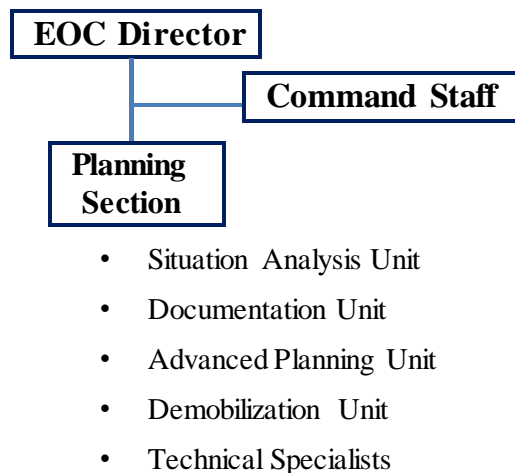 EOC Director
Command Staff
Planning
Section
• Situation Analysis Unit
• Documentation Unit
• Advanced Planning Unit
• Demobilization Unit
• Technical Specialists